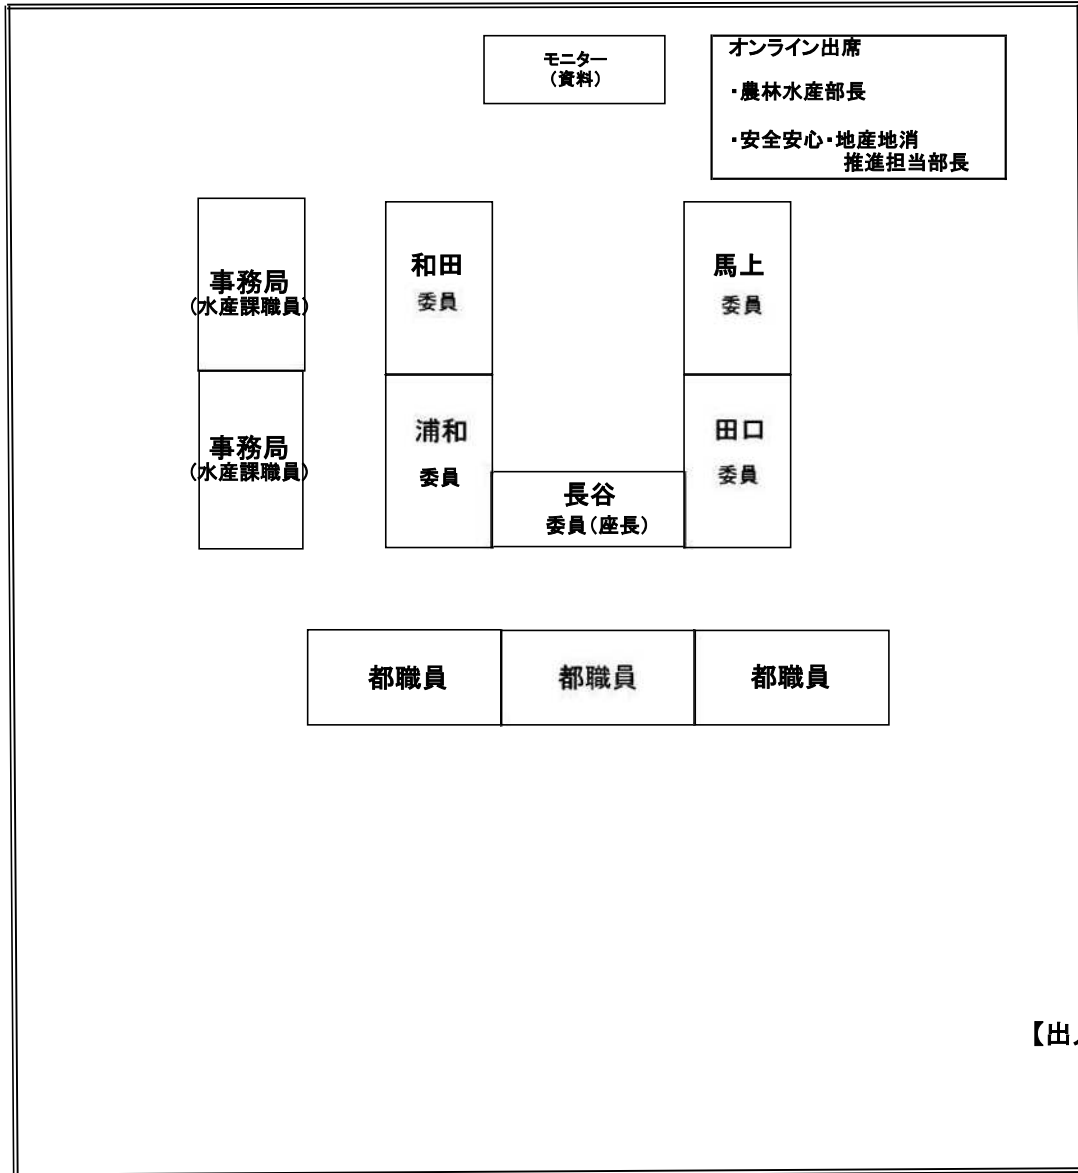 モニター
（資料）
オンライン出席
・農林水産部長
・安全安心・地産地消
推進担当部長
事務局
（水産課職員）
和田
委員
馬上
委員
事務局
（水産課職員）
浦和
委員
田口
委員
長谷
委員（座長）
都職員
都職員
都職員
【出